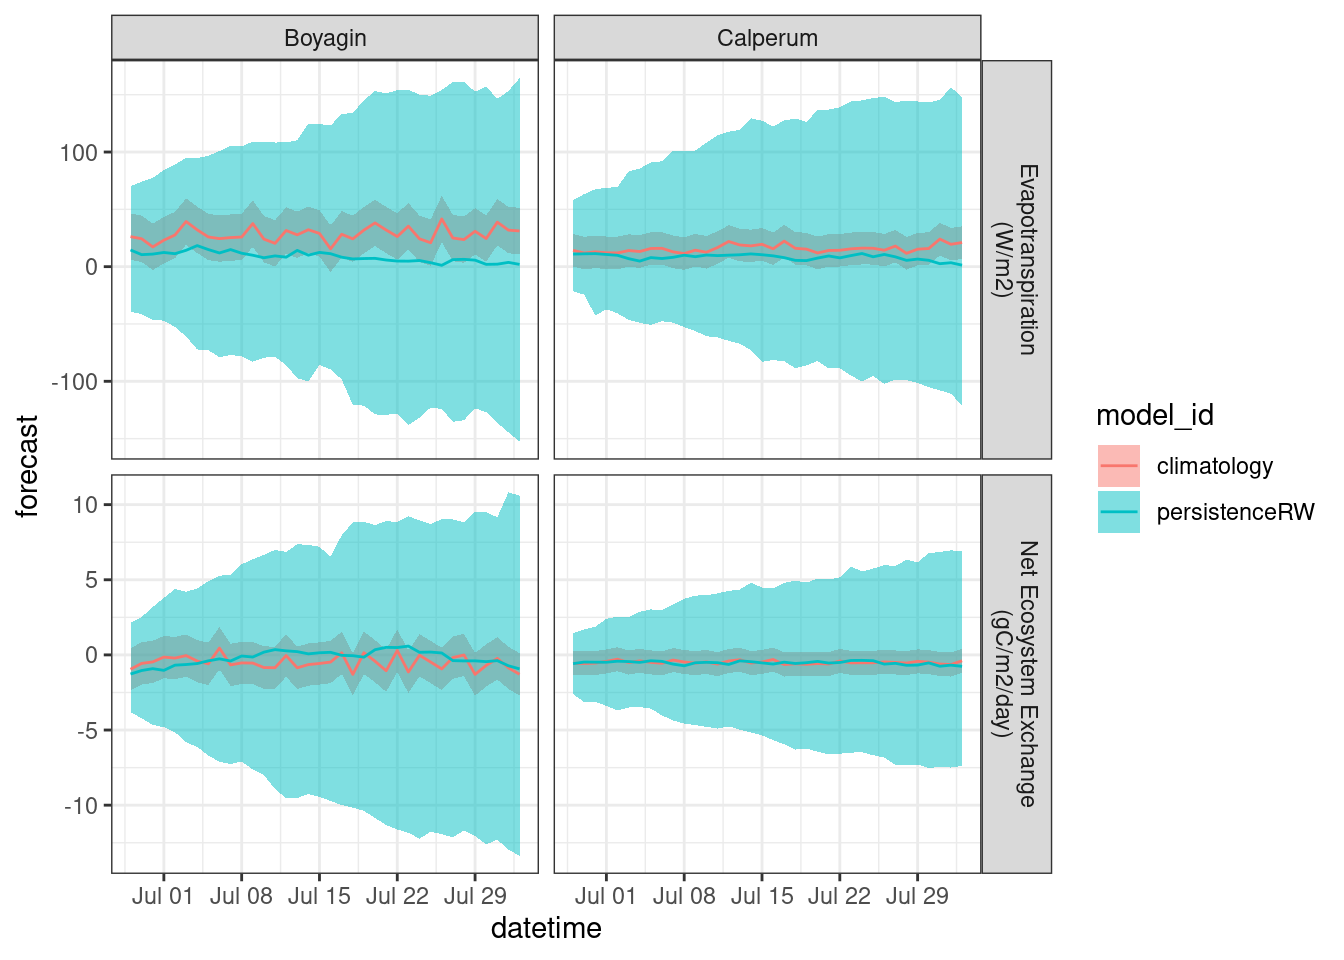 Boyagin
Calperum
100
0
-100
Evapotranspiration
(W/m2)
10
5
0
-5
-10
Net Ecosystem Exchange
(gC/m2/day)
forecast
Jul 01 Jul 08 Jul 15 Jul 22 Jul 29
Jul 01 Jul 08 Jul 15 Jul 22 Jul 29
datetime
model_id
climatology
persistenceRW